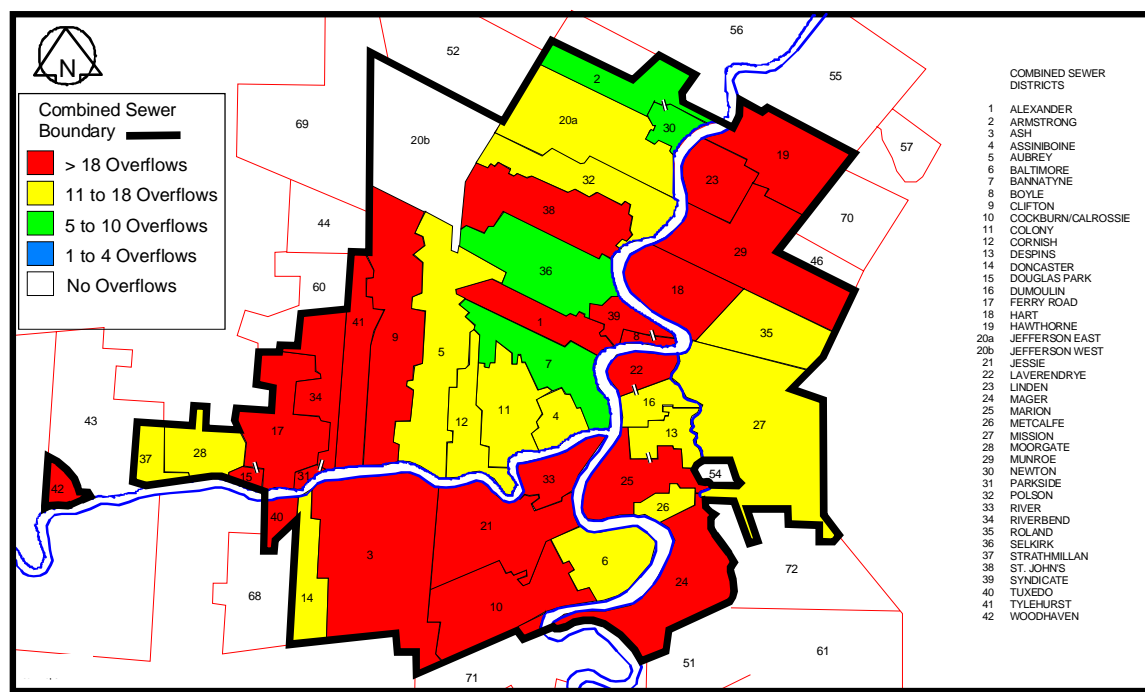 N
Combined Sewer
Boundary
> 18 Overflows
11 to 18 Overflows
5 to 10 Overflows
1 to 4 Overflows
No Overflows
52
56
55
57
69
20b
2
20a
30
19
23
32
70
44
38
29
46
60
36
18
41
9
1
39
8
35
5
7
22
34
16
43
17
12
11
4
13
27
28
37
15
31
33
25
54
42
40
26
21
3
6
72
68
14
10
24
51
61
71
COMBINED SEWER
DISTRICTS
1 ALEXANDER
2 ARMSTRONG
3 ASH
4 ASSINIBOINE
5 AUBREY
6 BALTIMORE
7 BANNATYNE
8 BOYLE
9 CLIFTON
10 COCKBURN/CALROSSIE
11 COLONY
12 CORNISH
13 DESPINS
14 DONCASTER
15 DOUGLAS PARK
16 DUMOULIN
17 FERRY ROAD
18 HART
19 HAWTHORNE
20a JEFFERSON EAST
20b JEFFERSON WEST
21 JESSIE
22 LAVERENDRYE
23 LINDEN
24 MAGER
25 MARION
26 METCALFE
27 MISSION
28 MOORGATE
29 MUNROE
30 NEWTON
31 PARKSIDE
32 POLSON
33 RIVER
34 RIVERBEND
35 ROLAND
36 SELKIRK
37 STRATHMILLAN
38 ST. JOHN'S
39 SYNDICATE
40 TUXEDO
41 TYLEHURST
42 WOODHAVEN